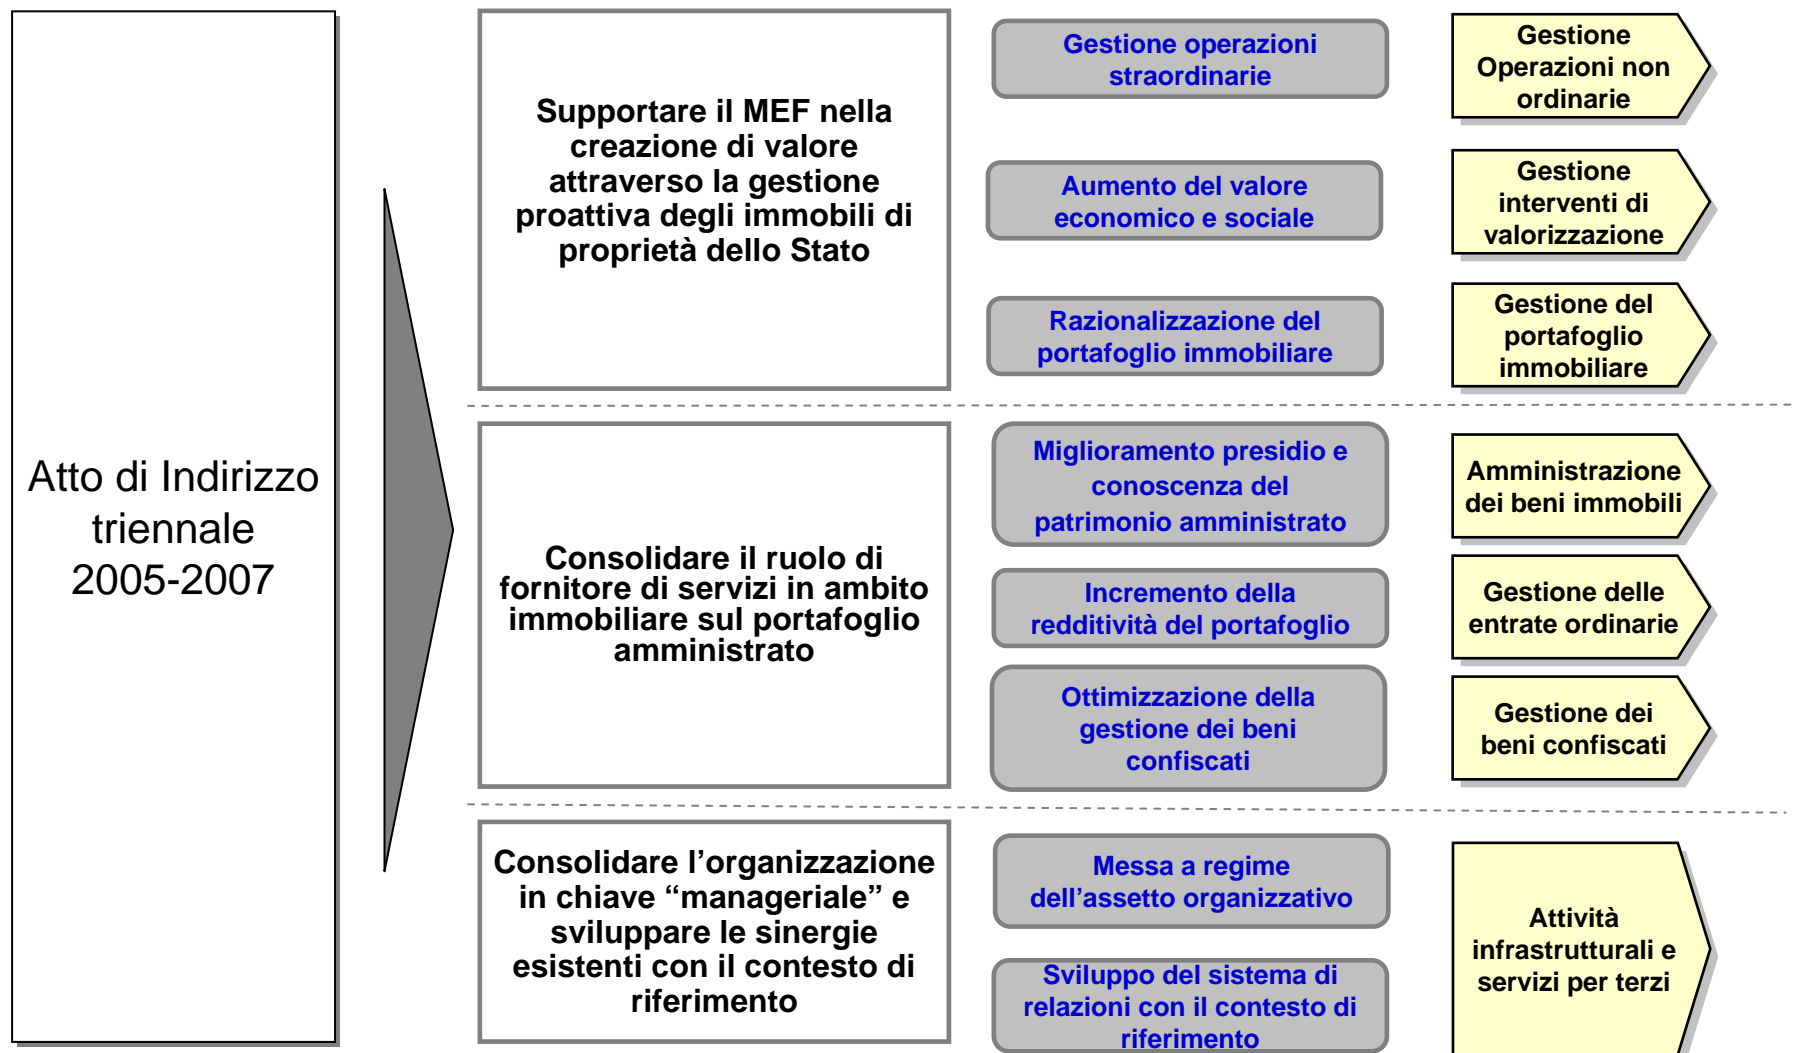 Atto di Indirizzo
triennale
2005-2007
Supportare il MEF nella
creazione di valore
attraverso la gestione
proattiva degli immobili di
proprietà dello Stato
Gestione operazioni
straordinarie
Gestione
Operazioni non
ordinarie
Aumento del valore
economico e sociale
Gestione
interventi di
valorizzazione
Razionalizzazione del
portafoglio immobiliare
Gestione del
portafoglio
immobiliare
Consolidare il ruolo di
fornitore di servizi in ambito
immobiliare sul portafoglio
amministrato
Miglioramento presidio e
conoscenza del
patrimonio amministrato
Amministrazione
dei beni immobili
Incremento della
redditività del portafoglio
Gestione delle
entrate ordinarie
Ottimizzazione della
gestione dei beni
confiscati
Gestione dei
beni confiscati
Consolidare l’organizzazione
in chiave “manageriale” e
sviluppare le sinergie
esistenti con il contesto di
riferimento
Messa a regime
dell’assetto organizzativo
Sviluppo del sistema di
relazioni con il contesto di
riferimento
Attività
infrastrutturali e
servizi per terzi